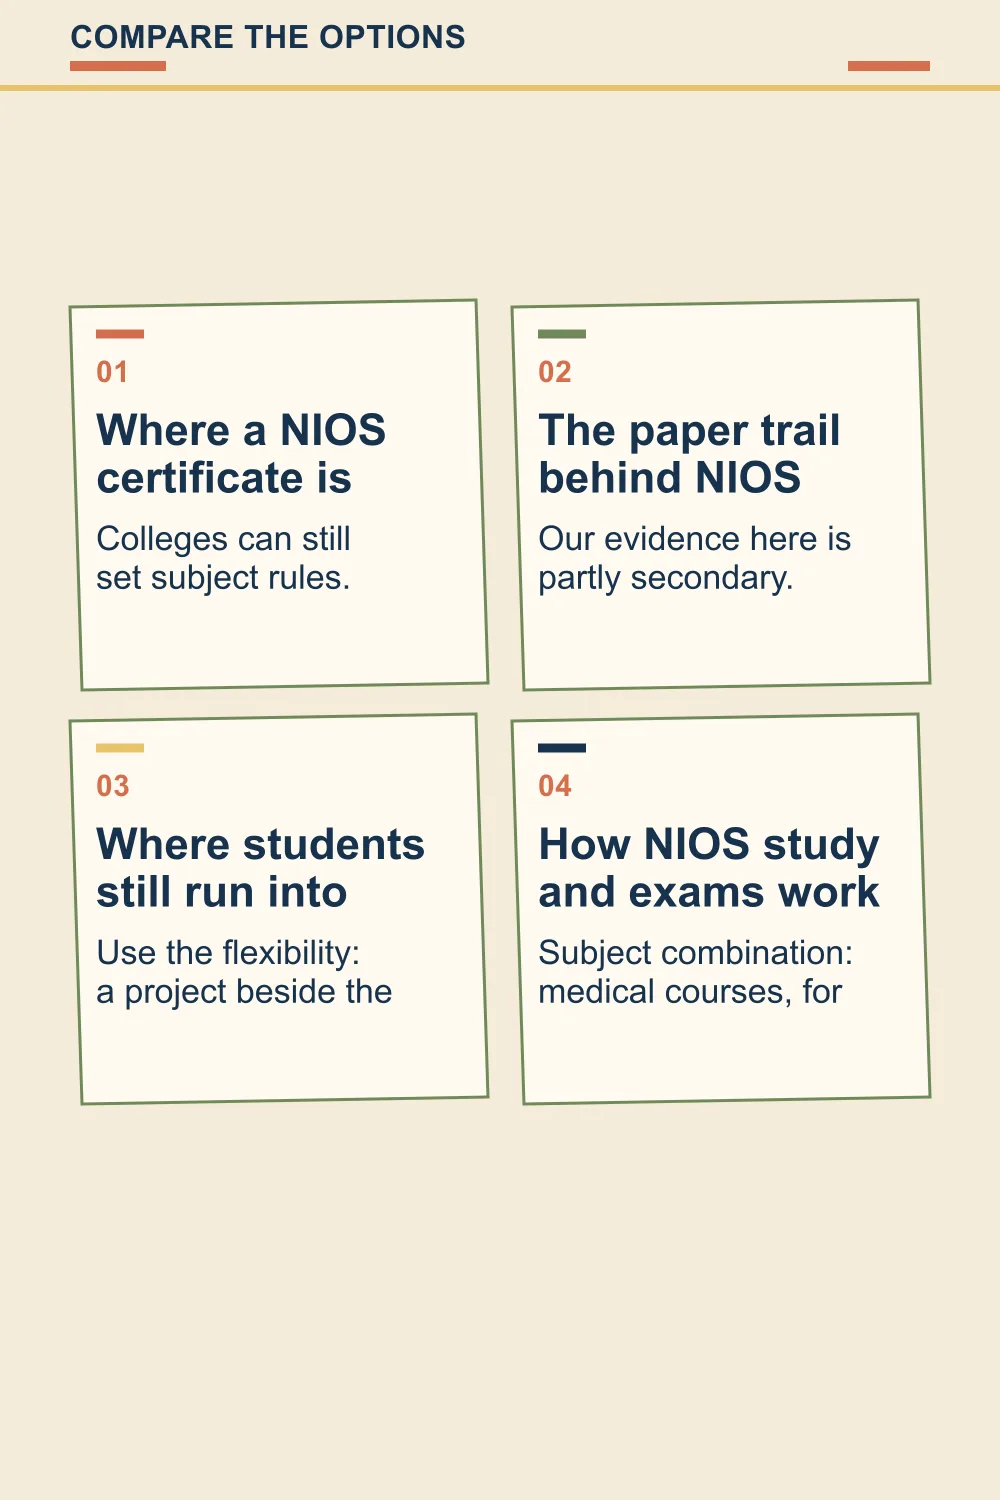 COMPARE THE OPTIONS
01
Where a NIOS
certificate is
Colleges can still
set subject rules.
02
The paper trail
behind NIOS
Our evidence here is
partly secondary.
03
Where students
still run into
Use the flexibility:
a project beside the
04
How NIOS study
and exams work
Subject combination:
medical courses, for